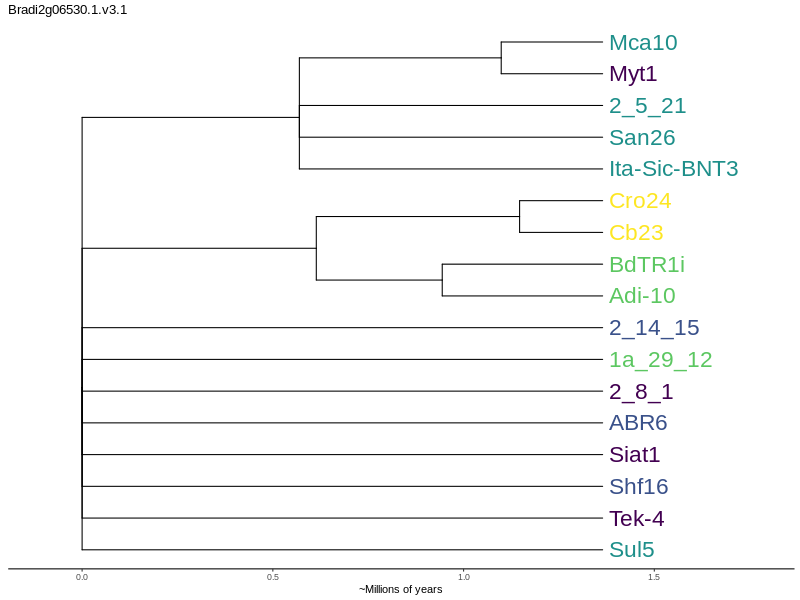 Bradi2g06530.1.v3.1
Mca10
Myt1
2_5_21
San26
Ita-Sic-BNT3
Cro24
Cb23
BdTR1i
Adi-10
2_14_15
1a_29_12
2_8_1
ABR6
Siat1
Shf16
Tek-4
Sul5
0.0 0.5 1.0 1.5
~Millions of years